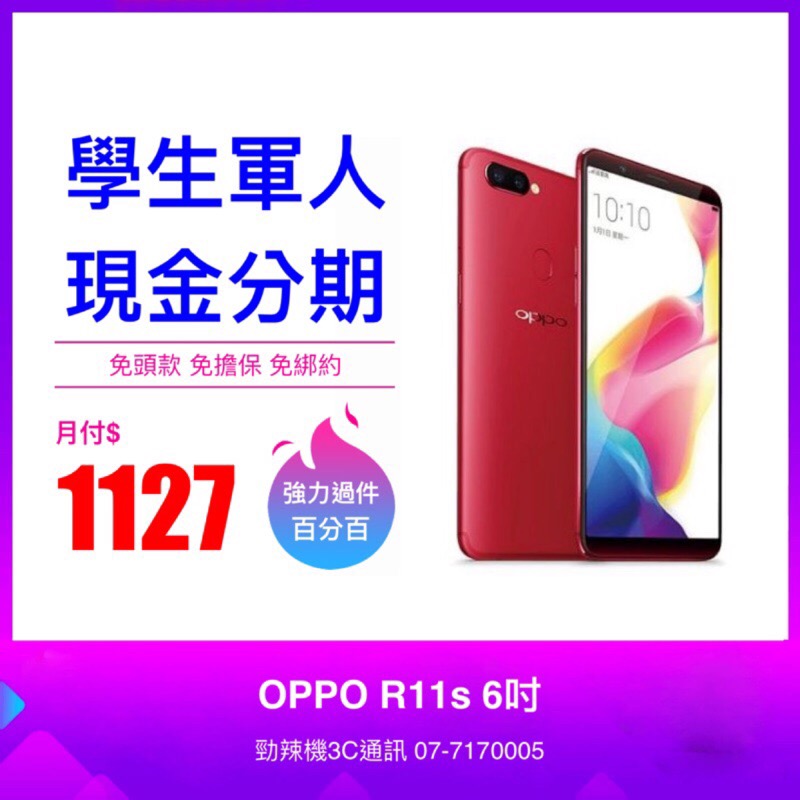 學生軍人
現金分期
免頭款 免擔保 免綁約
月付$
1127
強力過件
百分百
oppo
10:10
OPPO R11s 6吋
勁辣機3C通訊 07-7170005